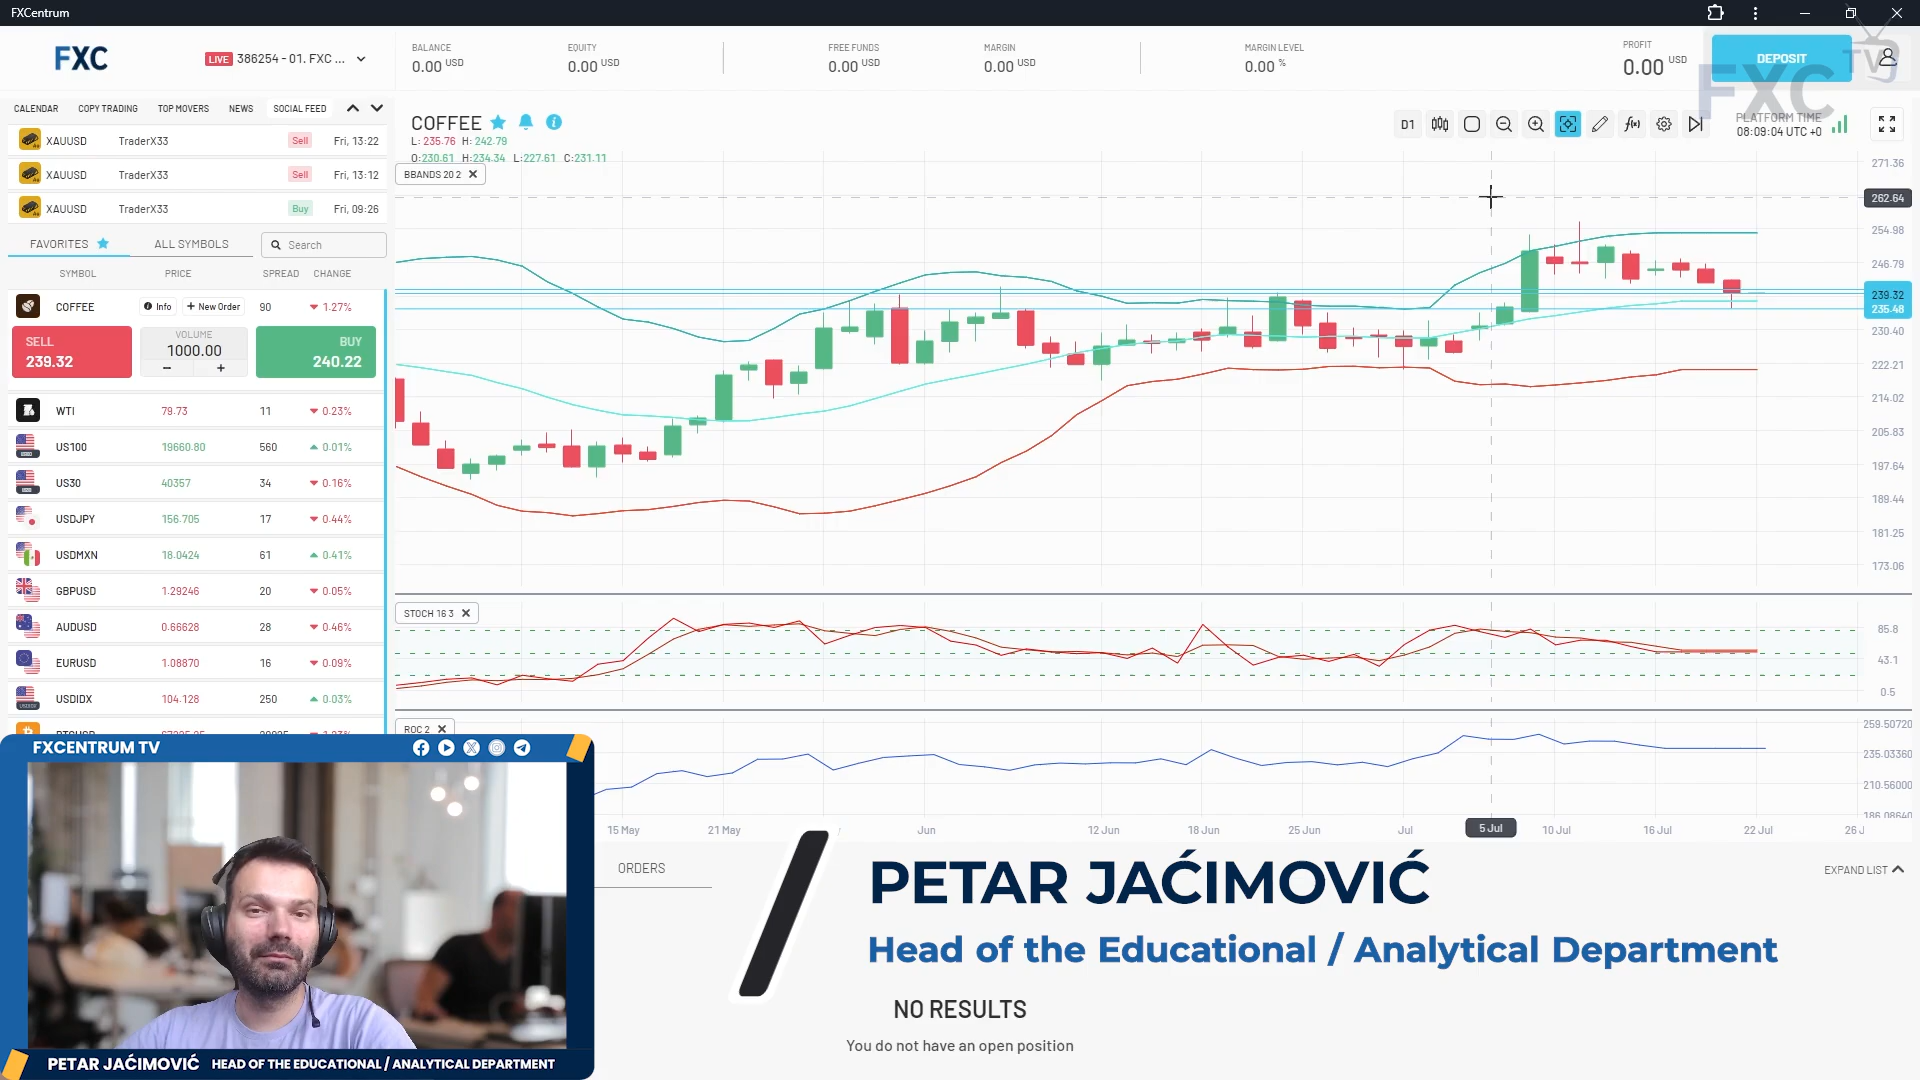 FXCentrum
FXC
LIVE 386254 - 01. FXC ...
BALANCE
0.00 USD
EQUITY
0.00 USD
FREE FUNDS
0.00 USD
MARGIN
0.00 USD
MARGIN LEVEL
0.00 %
PROFIT
0.00 USD
DEPOSIT
FXC TV
CALENDAR COPY TRADING TOP MOVERS NEWS SOCIAL FEED
XAUUSD TraderX33 Sell Fri, 13:22
XAUUSD TraderX33 Sell Fri, 13:12
XAUUSD TraderX33 Buy Fri, 09:26
FAVORITES ALL SYMBOLS Search
SYMBOL PRICE SPREAD CHANGE
COFFEE Info + New Order 90 1.27%
SELL
239.32
VOLUME
1000.00
− +
BUY
240.22
WTI 79.73 11 0.23%
US100 19660.80 560 0.01%
US30 40357 34 0.16%
USDJPY 156.705 17 0.44%
USDMXN 18.0424 61 0.41%
GBPUSD 1.29246 20 0.05%
AUDUSD 0.66628 28 0.46%
EURUSD 1.08870 16 0.09%
USDIDX 104.128 250 0.03%
COFFEE
L: 235.76 H: 242.79
O:230.61 H:234.34 L:227.61 C:231.11
BBANDS 20 2
D1
PLATFORM TIME
08:09:04 UTC +0
271.36
262.64
254.98
246.79
239.32
235.48
230.40
222.21
214.02
205.83
197.64
189.44
181.25
173.06
STOCH 16 3
85.8
43.1
0.5
ROC 2
259.50720
235.03360
210.56000
186.08640
15 May 21 May Jun 12 Jun 18 Jun 25 Jun Jul 5 Jul 10 Jul 16 Jul 22 Jul 26 J
ORDERS
EXPAND LIST
PETAR JAĆIMOVIĆ
Head of the Educational / Analytical Department
NO RESULTS
You do not have an open position
FXCENTRUM TV
PETAR JAĆIMOVIĆ HEAD OF THE EDUCATIONAL / ANALYTICAL DEPARTMENT